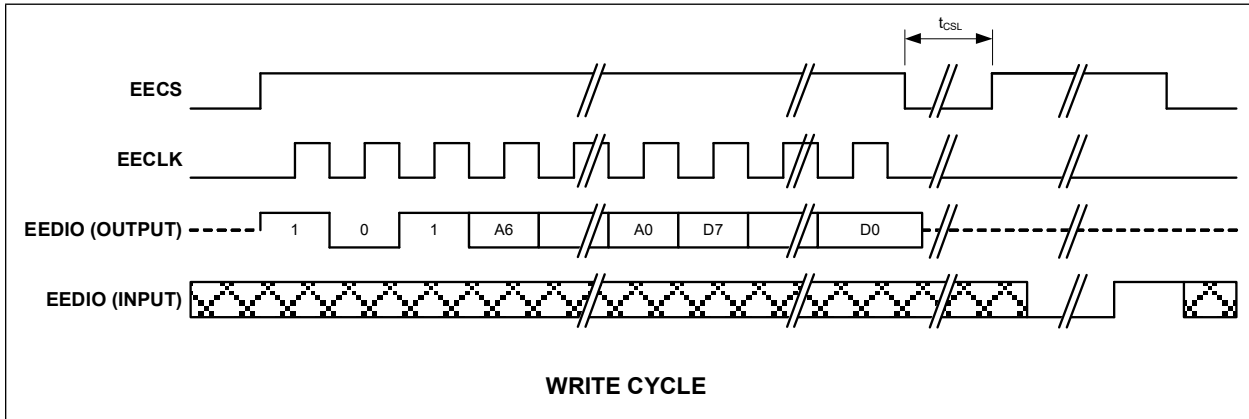 tCSL
EECS
EECLK
EEDIO (OUTPUT) 1 0 1 A6 A0 D7 D0
EEDIO (INPUT)
WRITE CYCLE